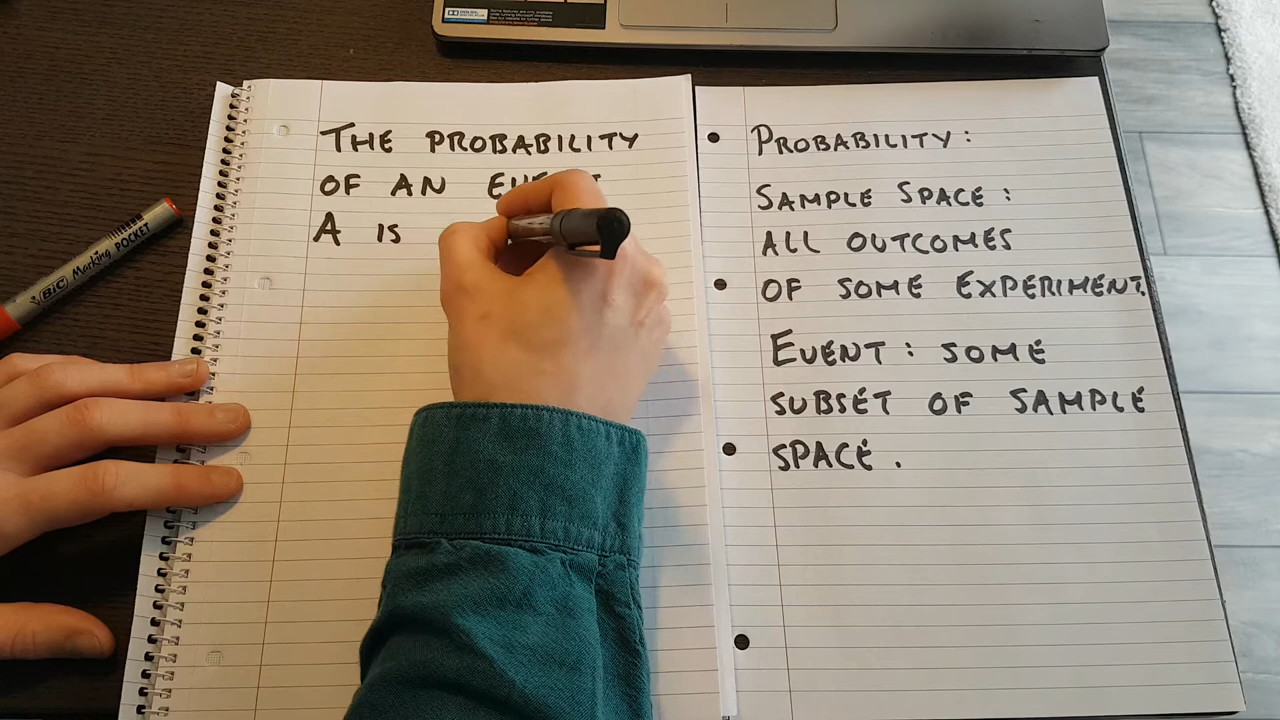 THE PROBABILITY
OF AN
A IS
PROBABILITY:
SAMPLE SPACE:
ALL OUTCOMES
OF SOME EXPERIMENT.
EVENT: SOME
SUBSET OF SAMPLE
SPACE.
BIC Marking POCKET